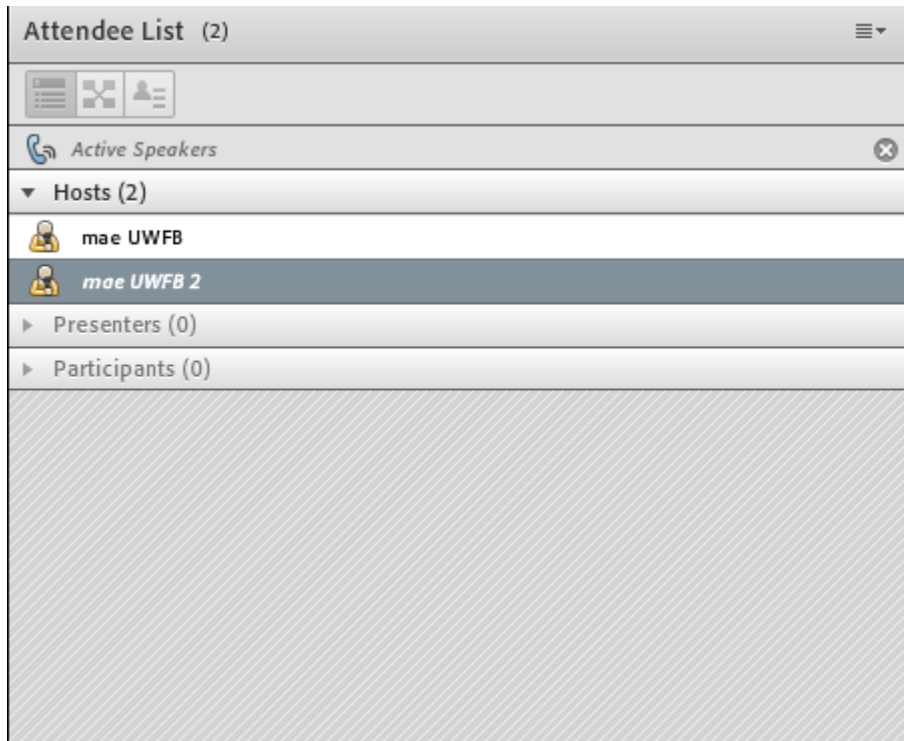 Attendee List (2)
Active Speakers
Hosts (2)
mae UWFB
mae UWFB 2
Presenters (0)
Participants (0)